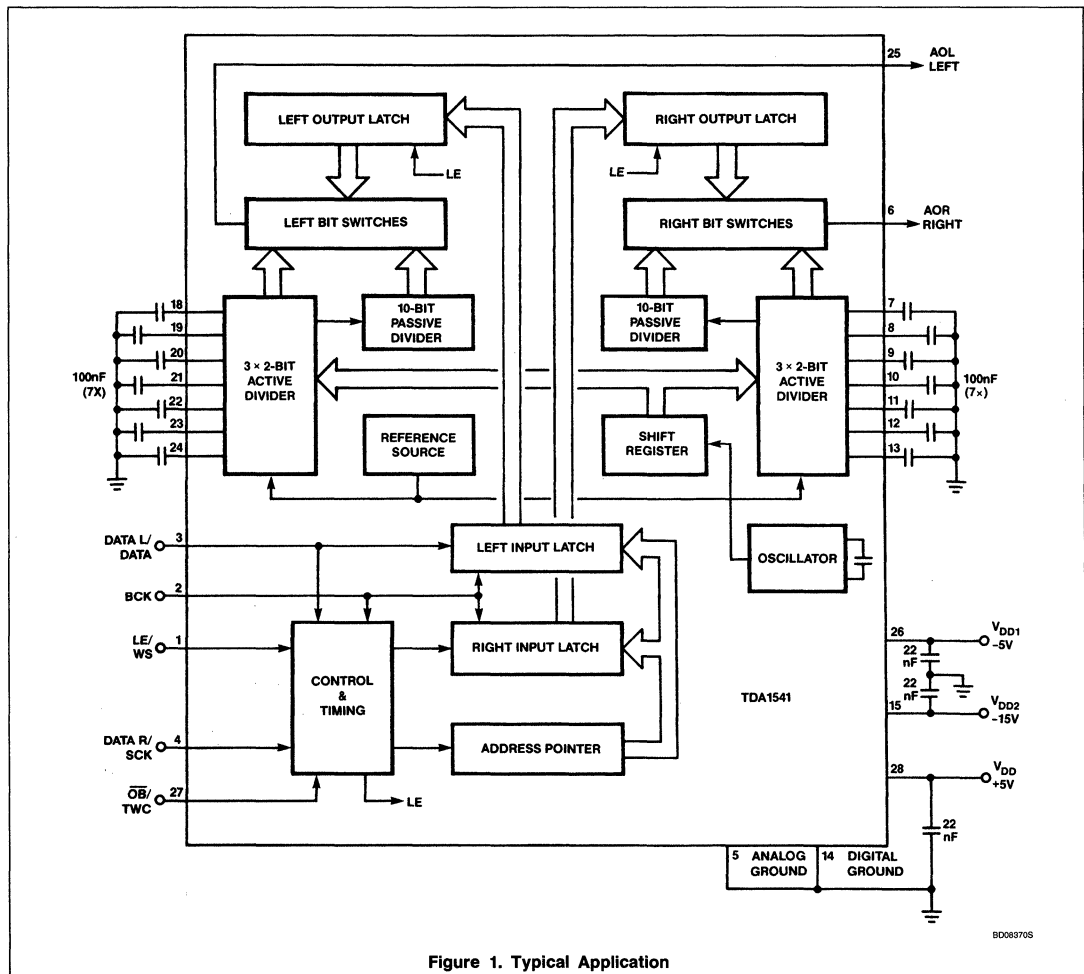 25
AOL
LEFT
LEFT OUTPUT LATCH
RIGHT OUTPUT LATCH
LE
LE
LEFT BIT SWITCHES
RIGHT BIT SWITCHES
6
AOR
RIGHT
18
19
20
21
22
23
24
100nF
(7X)
3 × 2-BIT
ACTIVE
DIVIDER
10-BIT
PASSIVE
DIVIDER
10-BIT
PASSIVE
DIVIDER
3 × 2-BIT
ACTIVE
DIVIDER
7
8
9
10
11
12
13
100nF
(7×)
REFERENCE
SOURCE
SHIFT
REGISTER
DATA L/
DATA
3
LEFT INPUT LATCH
OSCILLATOR
BCK
2
LE/
WS
1
CONTROL
&
TIMING
RIGHT INPUT LATCH
26
VDD1
−5V
22
nF
22
nF
TDA1541
15
VDD2
−15V
DATA R/
SCK
4
ADDRESS POINTER
28
VDD
+5V
OB/
TWC
27
LE
22
nF
5 ANALOG
GROUND
14 DIGITAL
GROUND
BD08370S
Figure 1. Typical Application